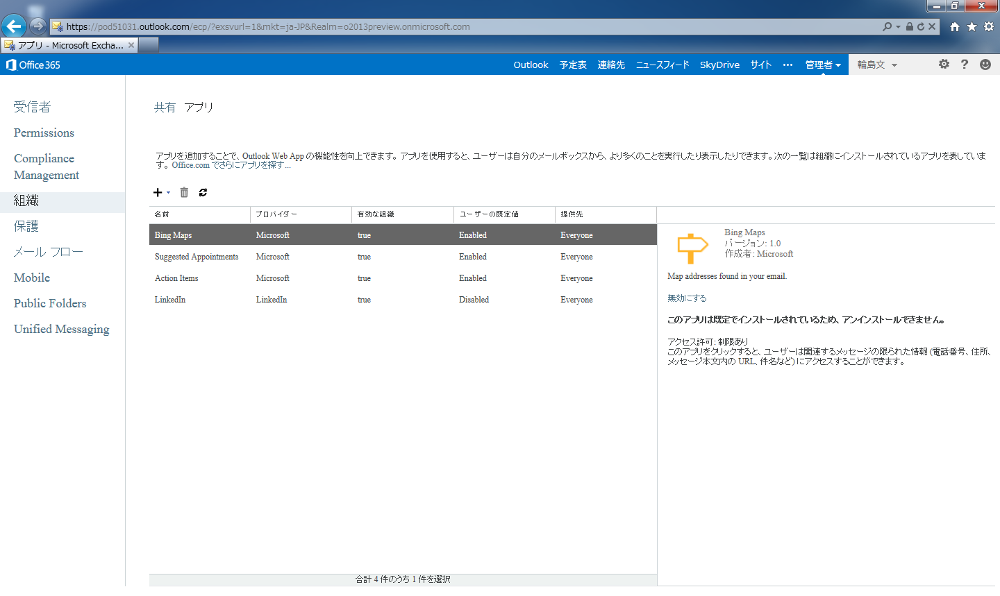 https://pod51031.outlook.com/ecp/?exsvurl=1&mkt=ja-JP&Realm=o2013preview.onmicrosoft.com
アプリ - Microsoft Excha...
Office 365
Outlook 予定表 連絡先 ニュースフィード SkyDrive サイト ··· 管理者 輪島文 ?
受信者
Permissions
Compliance
Management
組織
保護
メール フロー
Mobile
Public Folders
Unified Messaging
共有 アプリ
アプリを追加することで、Outlook Web App の機能性を向上できます。アプリを使用すると、ユーザーは自分のメールボックスから、より多くのことを実行したり表示したりできます。次の一覧は組織にインストールされているアプリを表していま
す。 Office.com でさらにアプリを探す...
名前 プロバイダー 有効な組織 ユーザーの既定値 提供先
Bing Maps Microsoft true Enabled Everyone
Suggested Appointments Microsoft true Enabled Everyone
Action Items Microsoft true Enabled Everyone
LinkedIn LinkedIn true Disabled Everyone
合計 4 件のうち 1 件を選択
Bing Maps
バージョン: 1.0
作成者: Microsoft
Map addresses found in your email.
無効にする
このアプリは既定でインストールされているため、アンインストールできません。
アクセス許可: 制限あり
このアプリをクリックすると、ユーザーは関連するメッセージの限られた情報 (電話番号、住所、
メッセージ本文内の URL、件名など) にアクセスすることができます。